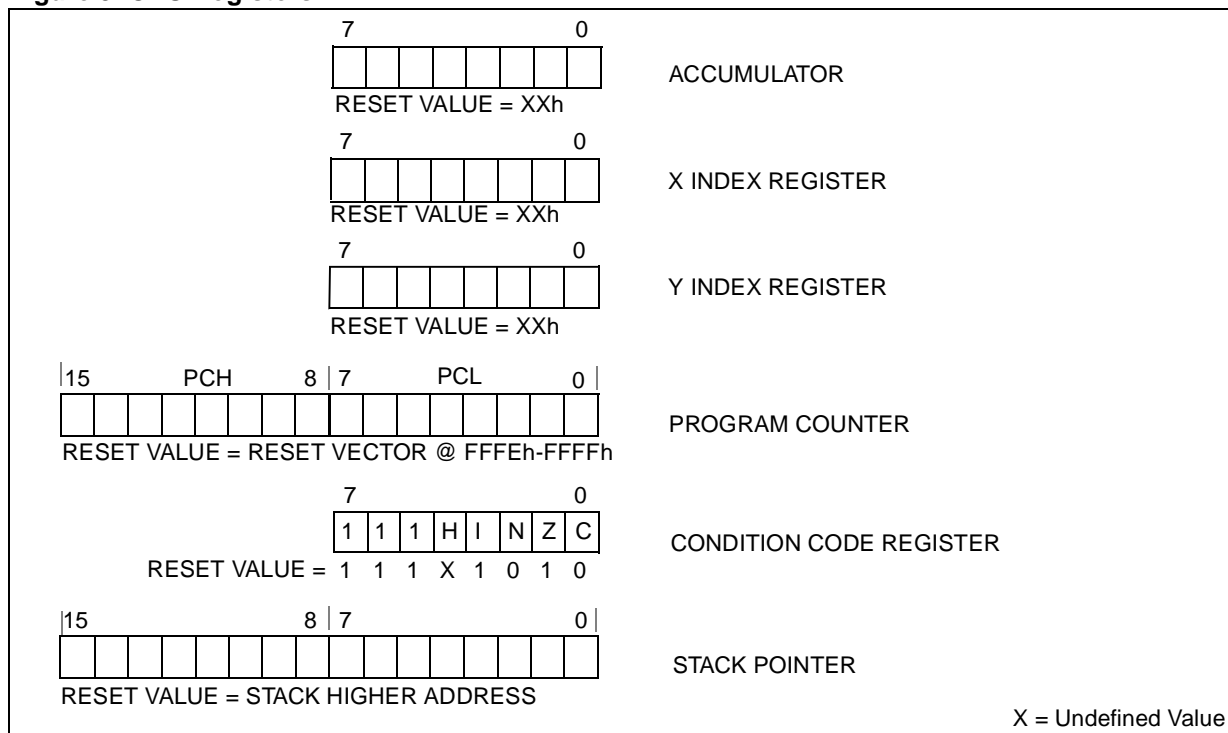 7 0
ACCUMULATOR
RESET VALUE = XXh
7 0
X INDEX REGISTER
RESET VALUE = XXh
7 0
Y INDEX REGISTER
RESET VALUE = XXh
15 PCH 8 7 PCL 0
PROGRAM COUNTER
RESET VALUE = RESET VECTOR @ FFFEh-FFFFh
7 0
1 1 1 H I N Z C
CONDITION CODE REGISTER
RESET VALUE = 1 1 1 X 1 0 1 0
15 8 7 0
STACK POINTER
RESET VALUE = STACK HIGHER ADDRESS
X = Undefined Value